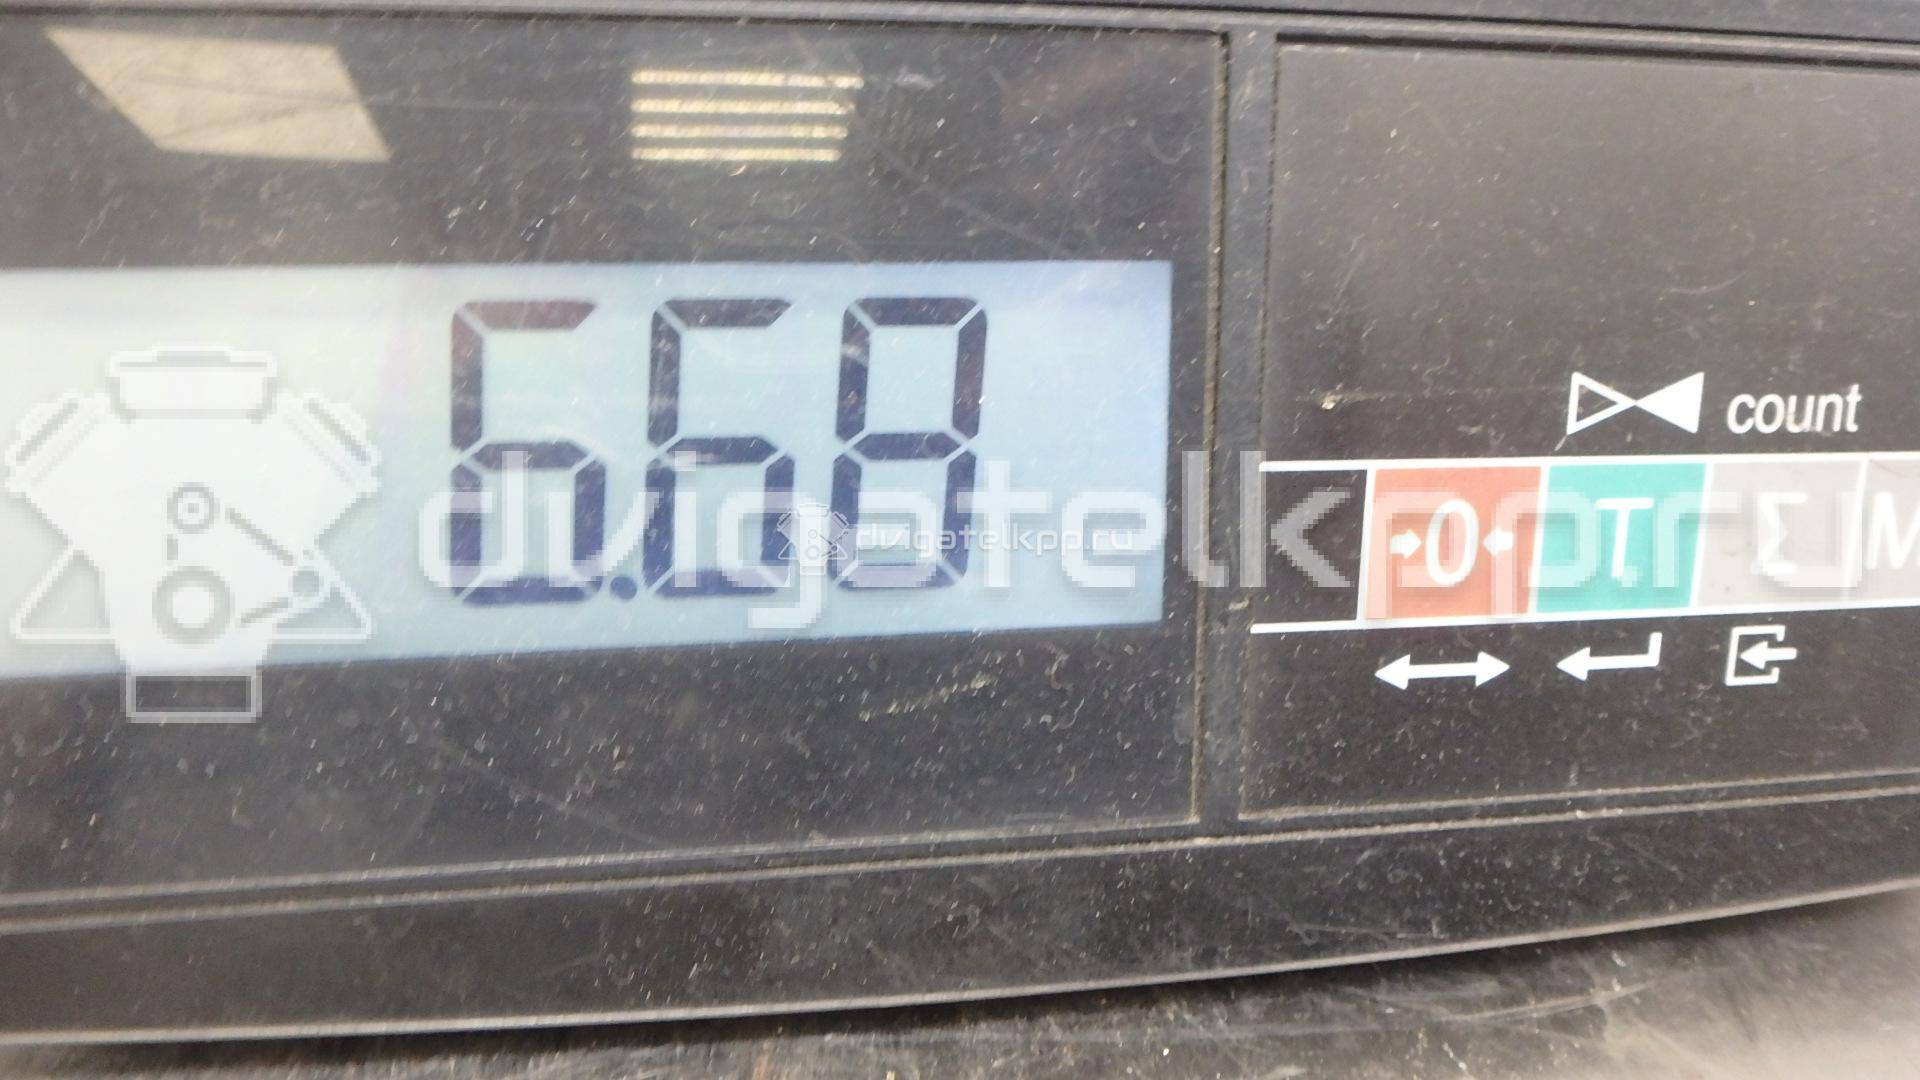 6.68
count
→0← T Σ M
dvigatelkpp.ru
dvigatelkpp.ru